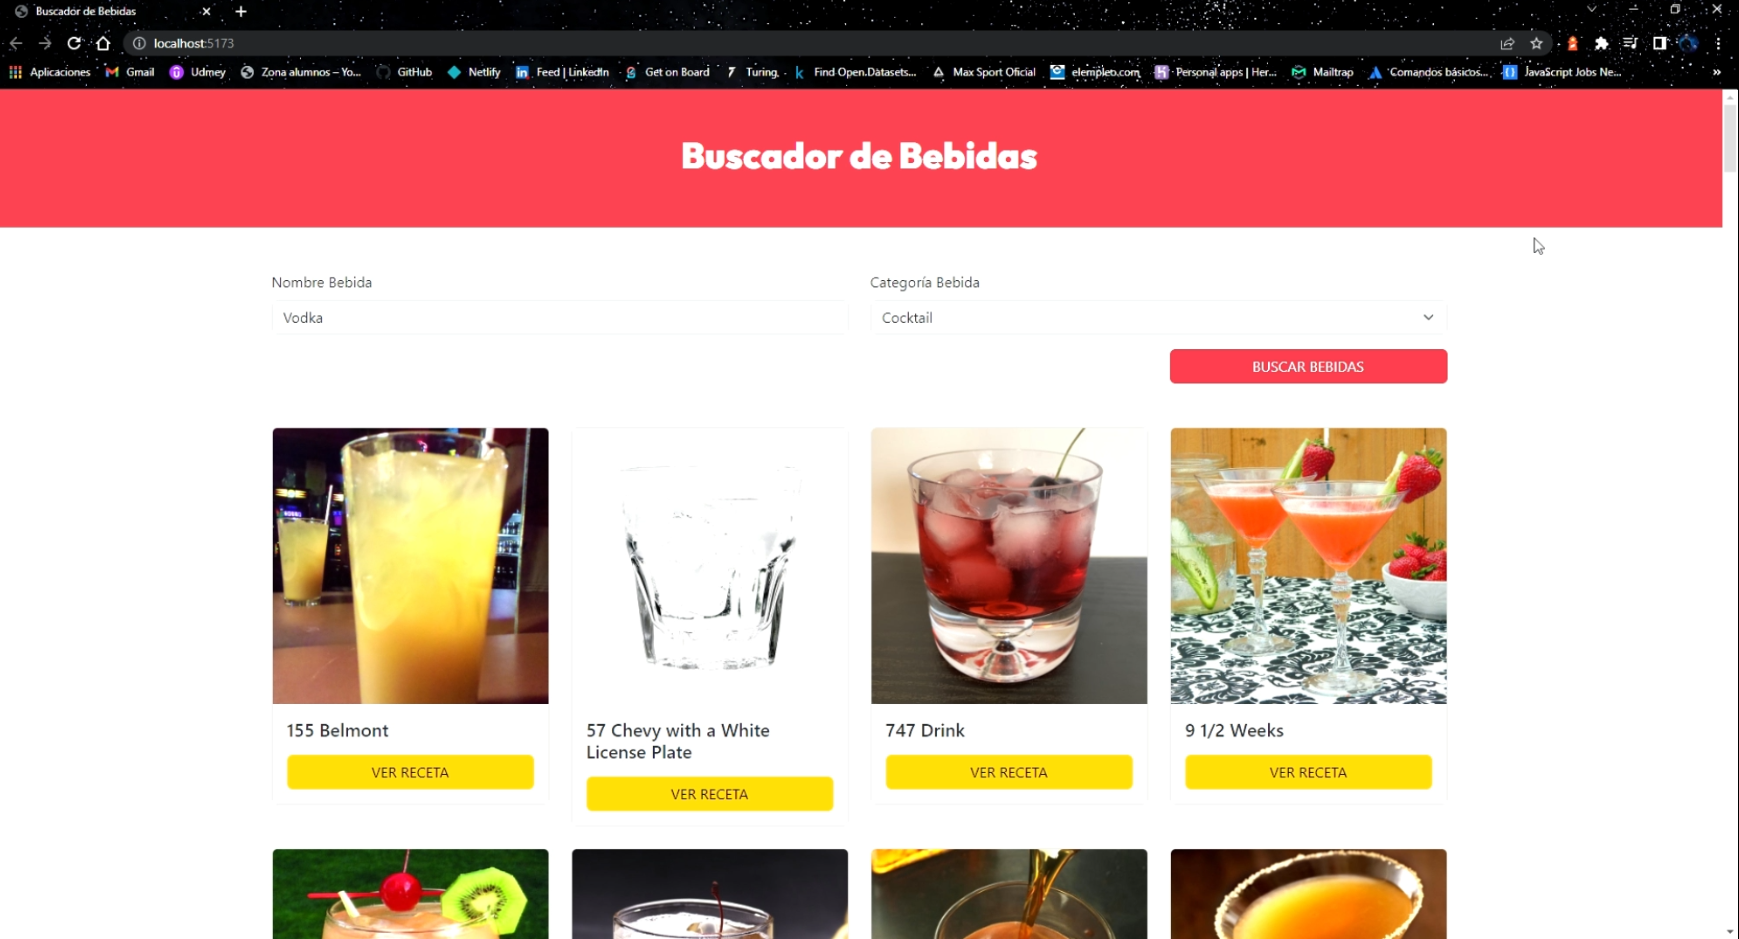 Buscador de Bebidas
localhost:5173
Aplicaciones Gmail Udmey Zona alumnos – Yo... GitHub Netlify Feed | LinkedIn Get on Board Turing. Find Open Datasets... Max Sport Oficial elempleo.com Personal apps | Her... Mailtrap Comandos básicos... JavaScript Jobs Ne... »
Buscador de Bebidas
Nombre Bebida
Categoría Bebida
Vodka
Cocktail
BUSCAR BEBIDAS
155 Belmont
VER RECETA
57 Chevy with a White
License Plate
VER RECETA
747 Drink
VER RECETA
9 1/2 Weeks
VER RECETA